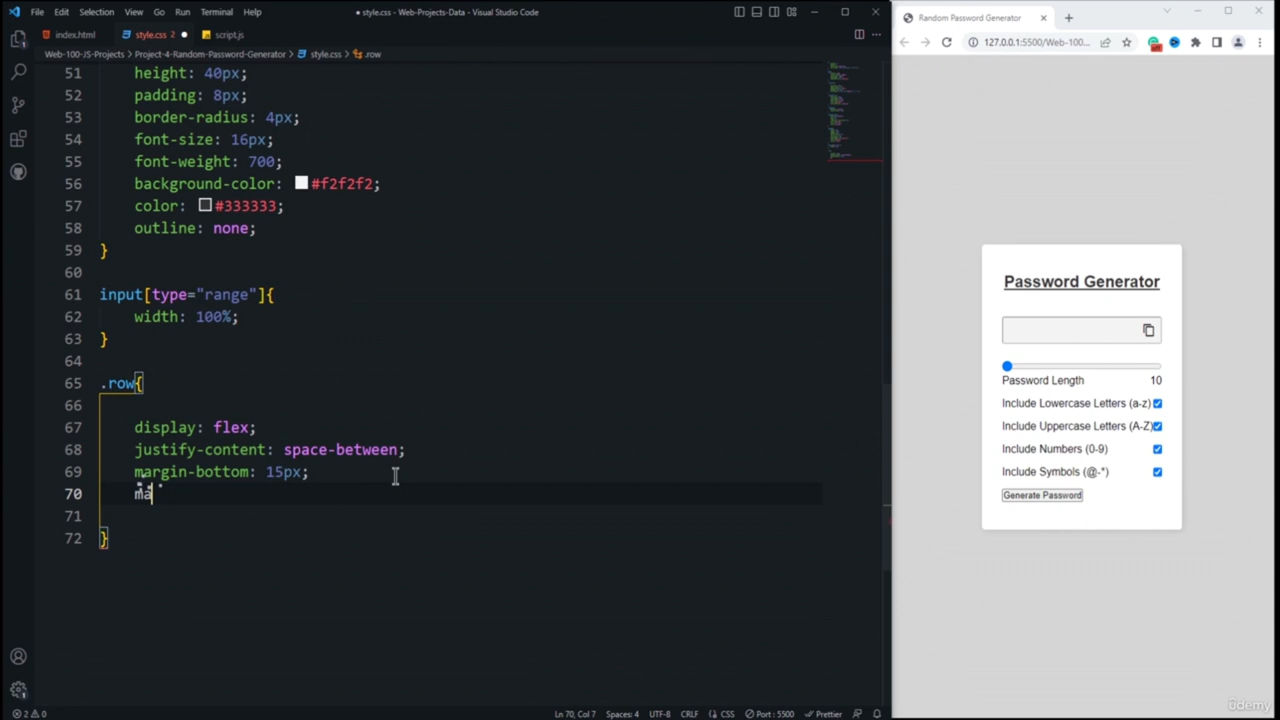 File Edit Selection View Go Run Terminal Help
● style.css - Web-Projects-Data - Visual Studio Code
index.html
style.css 2 ●
script.js
Web-100-JS-Projects > Project-4-Random-Password-Generator > style.css > .row
51 height: 40px;
52 padding: 8px;
53 border-radius: 4px;
54 font-size: 16px;
55 font-weight: 700;
56 background-color: #f2f2f2;
57 color: #333333;
58 outline: none;
59 }
60
61 input[type="range"]{
62 width: 100%;
63 }
64
65 .row{
66
67 display: flex;
68 justify-content: space-between;
69 margin-bottom: 15px;
70 ma
71
72 }
2 0
Ln 70, Col 7 Spaces: 4 UTF-8 CRLF CSS Port : 5500 Prettier
Random Password Generator
127.0.0.1:5500/Web-100...
Password Generator
Password Length 10
Include Lowercase Letters (a-z)
Include Uppercase Letters (A-Z)
Include Numbers (0-9)
Include Symbols (@-*)
Generate Password
ûdemy